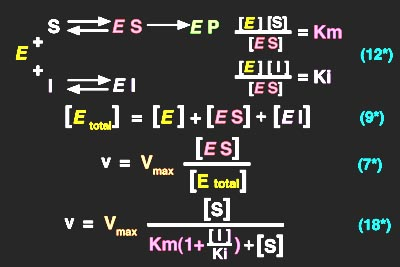 S ⇌ E S → E P [E] [S] / [E S] = Km
E + +
I ⇌ E I [E] [ I ] / [E S] = Ki
(12*)
[E total] = [E] + [E S] + [E I] (9*)
v = Vmax [E S] / [E total] (7*)
v = Vmax [S] / Km(1+ [ I ] / Ki )+[S] (18*)